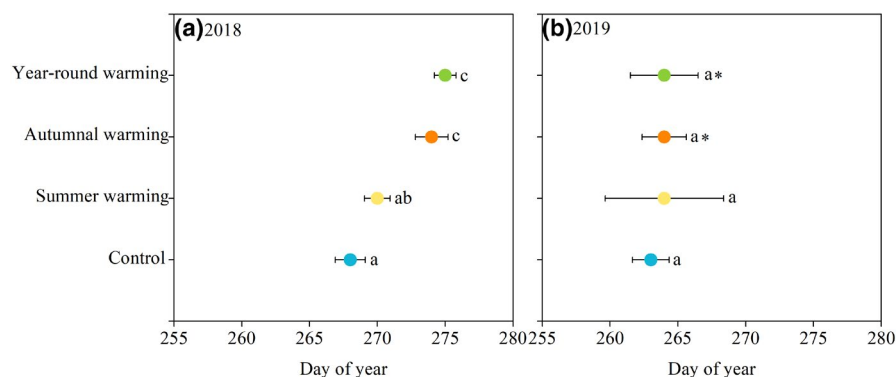 (a) 2018
(b) 2019
Year-round warming
c
a*
Autumnal warming
c
a*
Summer warming
ab
a
Control
a
a
255 260 265 270 275 280
255 260 265 270 275 280
Day of year
Day of year